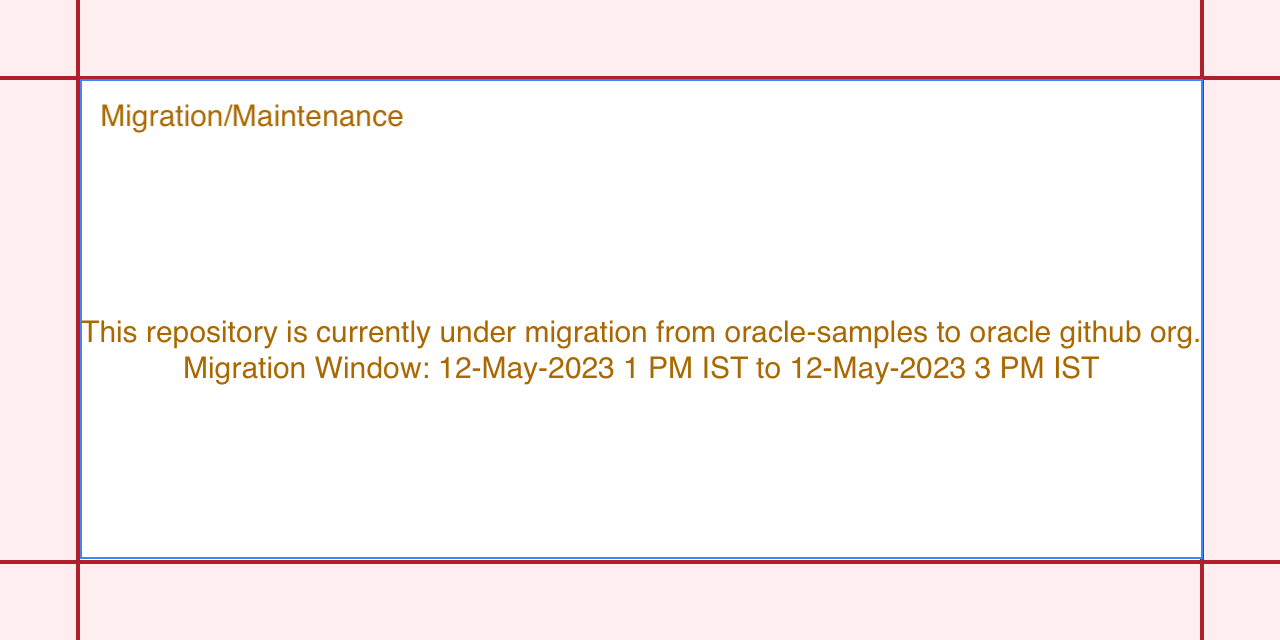 Migration/Maintenance
This repository is currently under migration from oracle-samples to oracle github org.
Migration Window: 12-May-2023 1 PM IST to 12-May-2023 3 PM IST